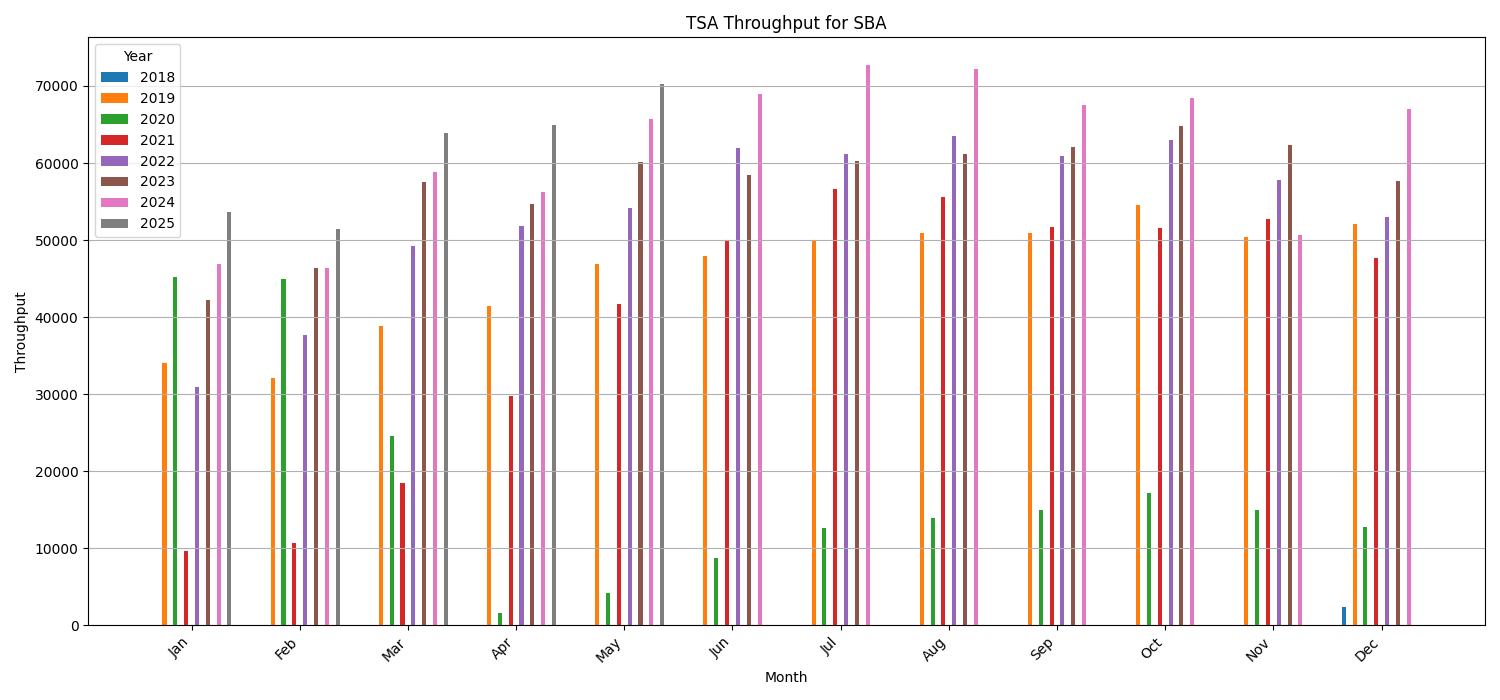 TSA Throughput for SBA
Year
2018
2019
2020
2021
2022
2023
2024
2025
Throughput
70000
60000
50000
40000
30000
20000
10000
0
Jan
Feb
Mar
Apr
May
Jun
Jul
Aug
Sep
Oct
Nov
Dec
Month